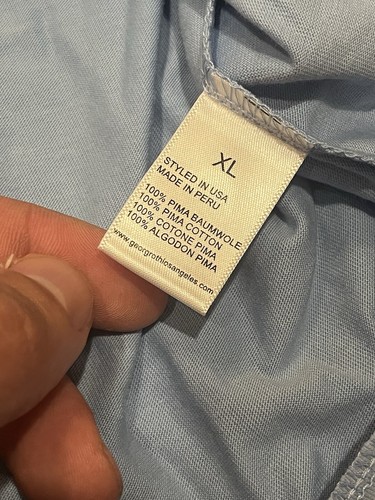 XL
STYLED IN USA
MADE IN PERU
100% PIMA BAUMWOLE
100% PIMA COTTON
100% COTONE PIMA
100% ALGODON PIMA
www.georgrothlosangeles.com